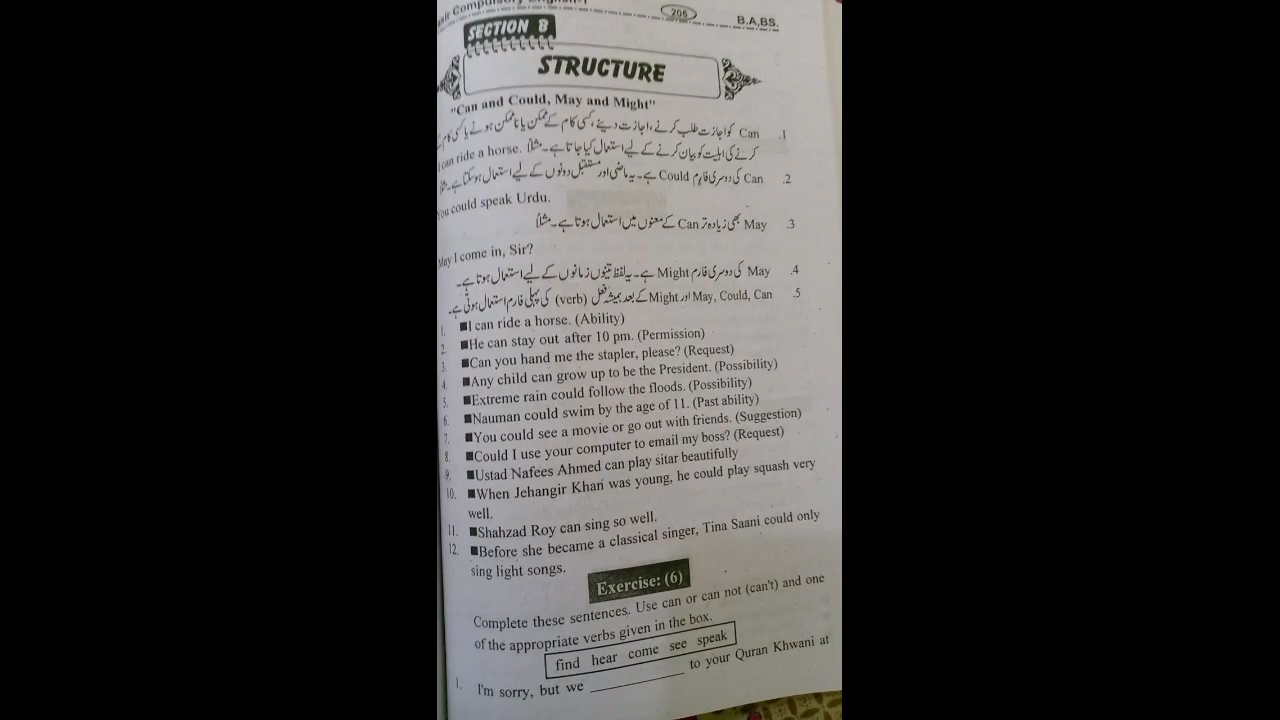 Compulsory English-1 206 B.A,BS.
SECTION 8
STRUCTURE
"Can and Could, May and Might"
1. Can کو اجازت طلب کرنے، اجازت دینے، کسی کام کے ممکن یا ناممکن ہونے یا کسی کام کے
کرنے کی اہلیت کو بیان کرنے کے لیے استعمال کیا جاتا ہے۔ مثلاً I can ride a horse.
2. Can کی دوسری فارم Could ہے۔ یہ ماضی اور مستقبل دونوں کے لیے استعمال ہو سکتا ہے۔ مثلاً
You could speak Urdu.
3. May بھی زیادہ تر Can کے معنوں میں استعمال ہوتا ہے۔ مثلاً
May I come in, Sir?
4. May کی دوسری فارم Might ہے۔ یہ لفظ تینوں زمانوں کے لیے استعمال ہوتا ہے۔
5. May, Could, Can اور Might کے بعد ہمیشہ فعل (verb) کی پہلی فارم استعمال ہوتی ہے۔
1. ■I can ride a horse. (Ability)
2. ■He can stay out after 10 pm. (Permission)
3. ■Can you hand me the stapler, please? (Request)
4. ■Any child can grow up to be the President. (Possibility)
5. ■Extreme rain could follow the floods. (Possibility)
6. ■Nauman could swim by the age of 11. (Past ability)
7. ■You could see a movie or go out with friends. (Suggestion)
8. ■Could I use your computer to email my boss? (Request)
9. ■Ustad Nafees Ahmed can play sitar beautifully
10. ■When Jehangir Khan was young, he could play squash very
well.
11. ■Shahzad Roy can sing so well.
12. ■Before she became a classical singer, Tina Saani could only
sing light songs.
Exercise: (6)
Complete these sentences. Use can or can not (can't) and one
of the appropriate verbs given in the box.
find hear come see speak
1. I'm sorry, but we ____________ to your Quran Khwani at